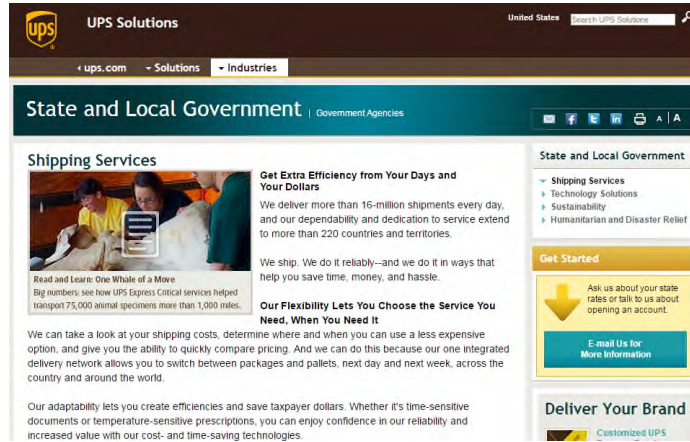 ups
UPS Solutions
United States
Search UPS Solutions
ups.com
Solutions
Industries
State and Local Government | Government Agencies
A | A
Shipping Services
Read and Learn: One Whale of a Move
Big numbers: see how UPS Express Critical services helped
transport 75,000 animal specimens more than 1,000 miles.
Get Extra Efficiency from Your Days and
Your Dollars
We deliver more than 16-million shipments every day,
and our dependability and dedication to service extend
to more than 220 countries and territories.
We ship. We do it reliably--and we do it in ways that
help you save time, money, and hassle.
Our Flexibility Lets You Choose the Service You
Need, When You Need It
We can take a look at your shipping costs, determine where and when you can use a less expensive
option, and give you the ability to quickly compare pricing. And we can do this because our one integrated
delivery network allows you to switch between packages and pallets, next day and next week, across the
country and around the world.
Our adaptability lets you create efficiencies and save taxpayer dollars. Whether it's time-sensitive
documents or temperature-sensitive prescriptions, you can enjoy confidence in our reliability and
increased value with our cost- and time-saving technologies.
State and Local Government
Shipping Services
Technology Solutions
Sustainability
Humanitarian and Disaster Relief
Get Started
Ask us about your state
rates or talk to us about
opening an account.
E-mail Us for
More Information
Deliver Your Brand
Customized UPS